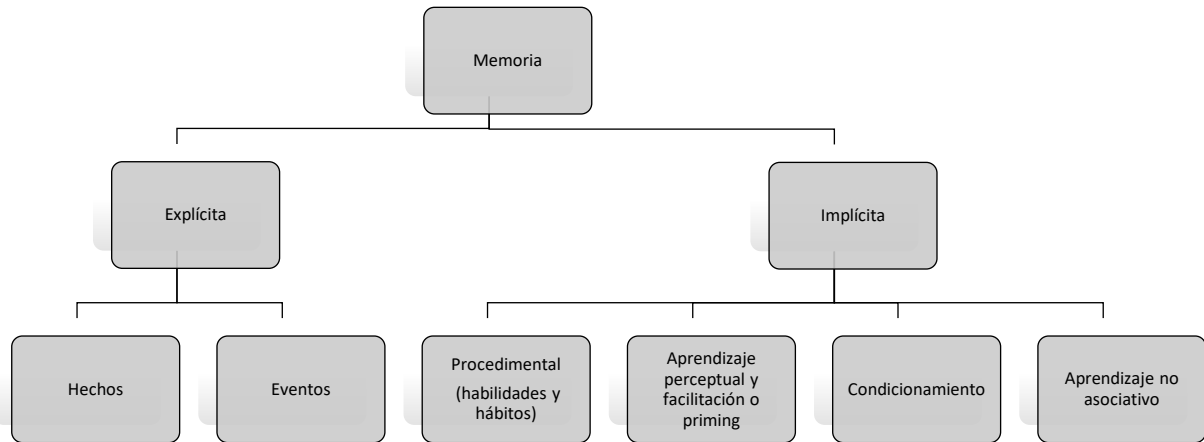 Memoria
Explícita
Implícita
Hechos
Eventos
Procedimental
(habilidades y
hábitos)
Aprendizaje
perceptual y
facilitación o
priming
Condicionamiento
Aprendizaje no
asociativo